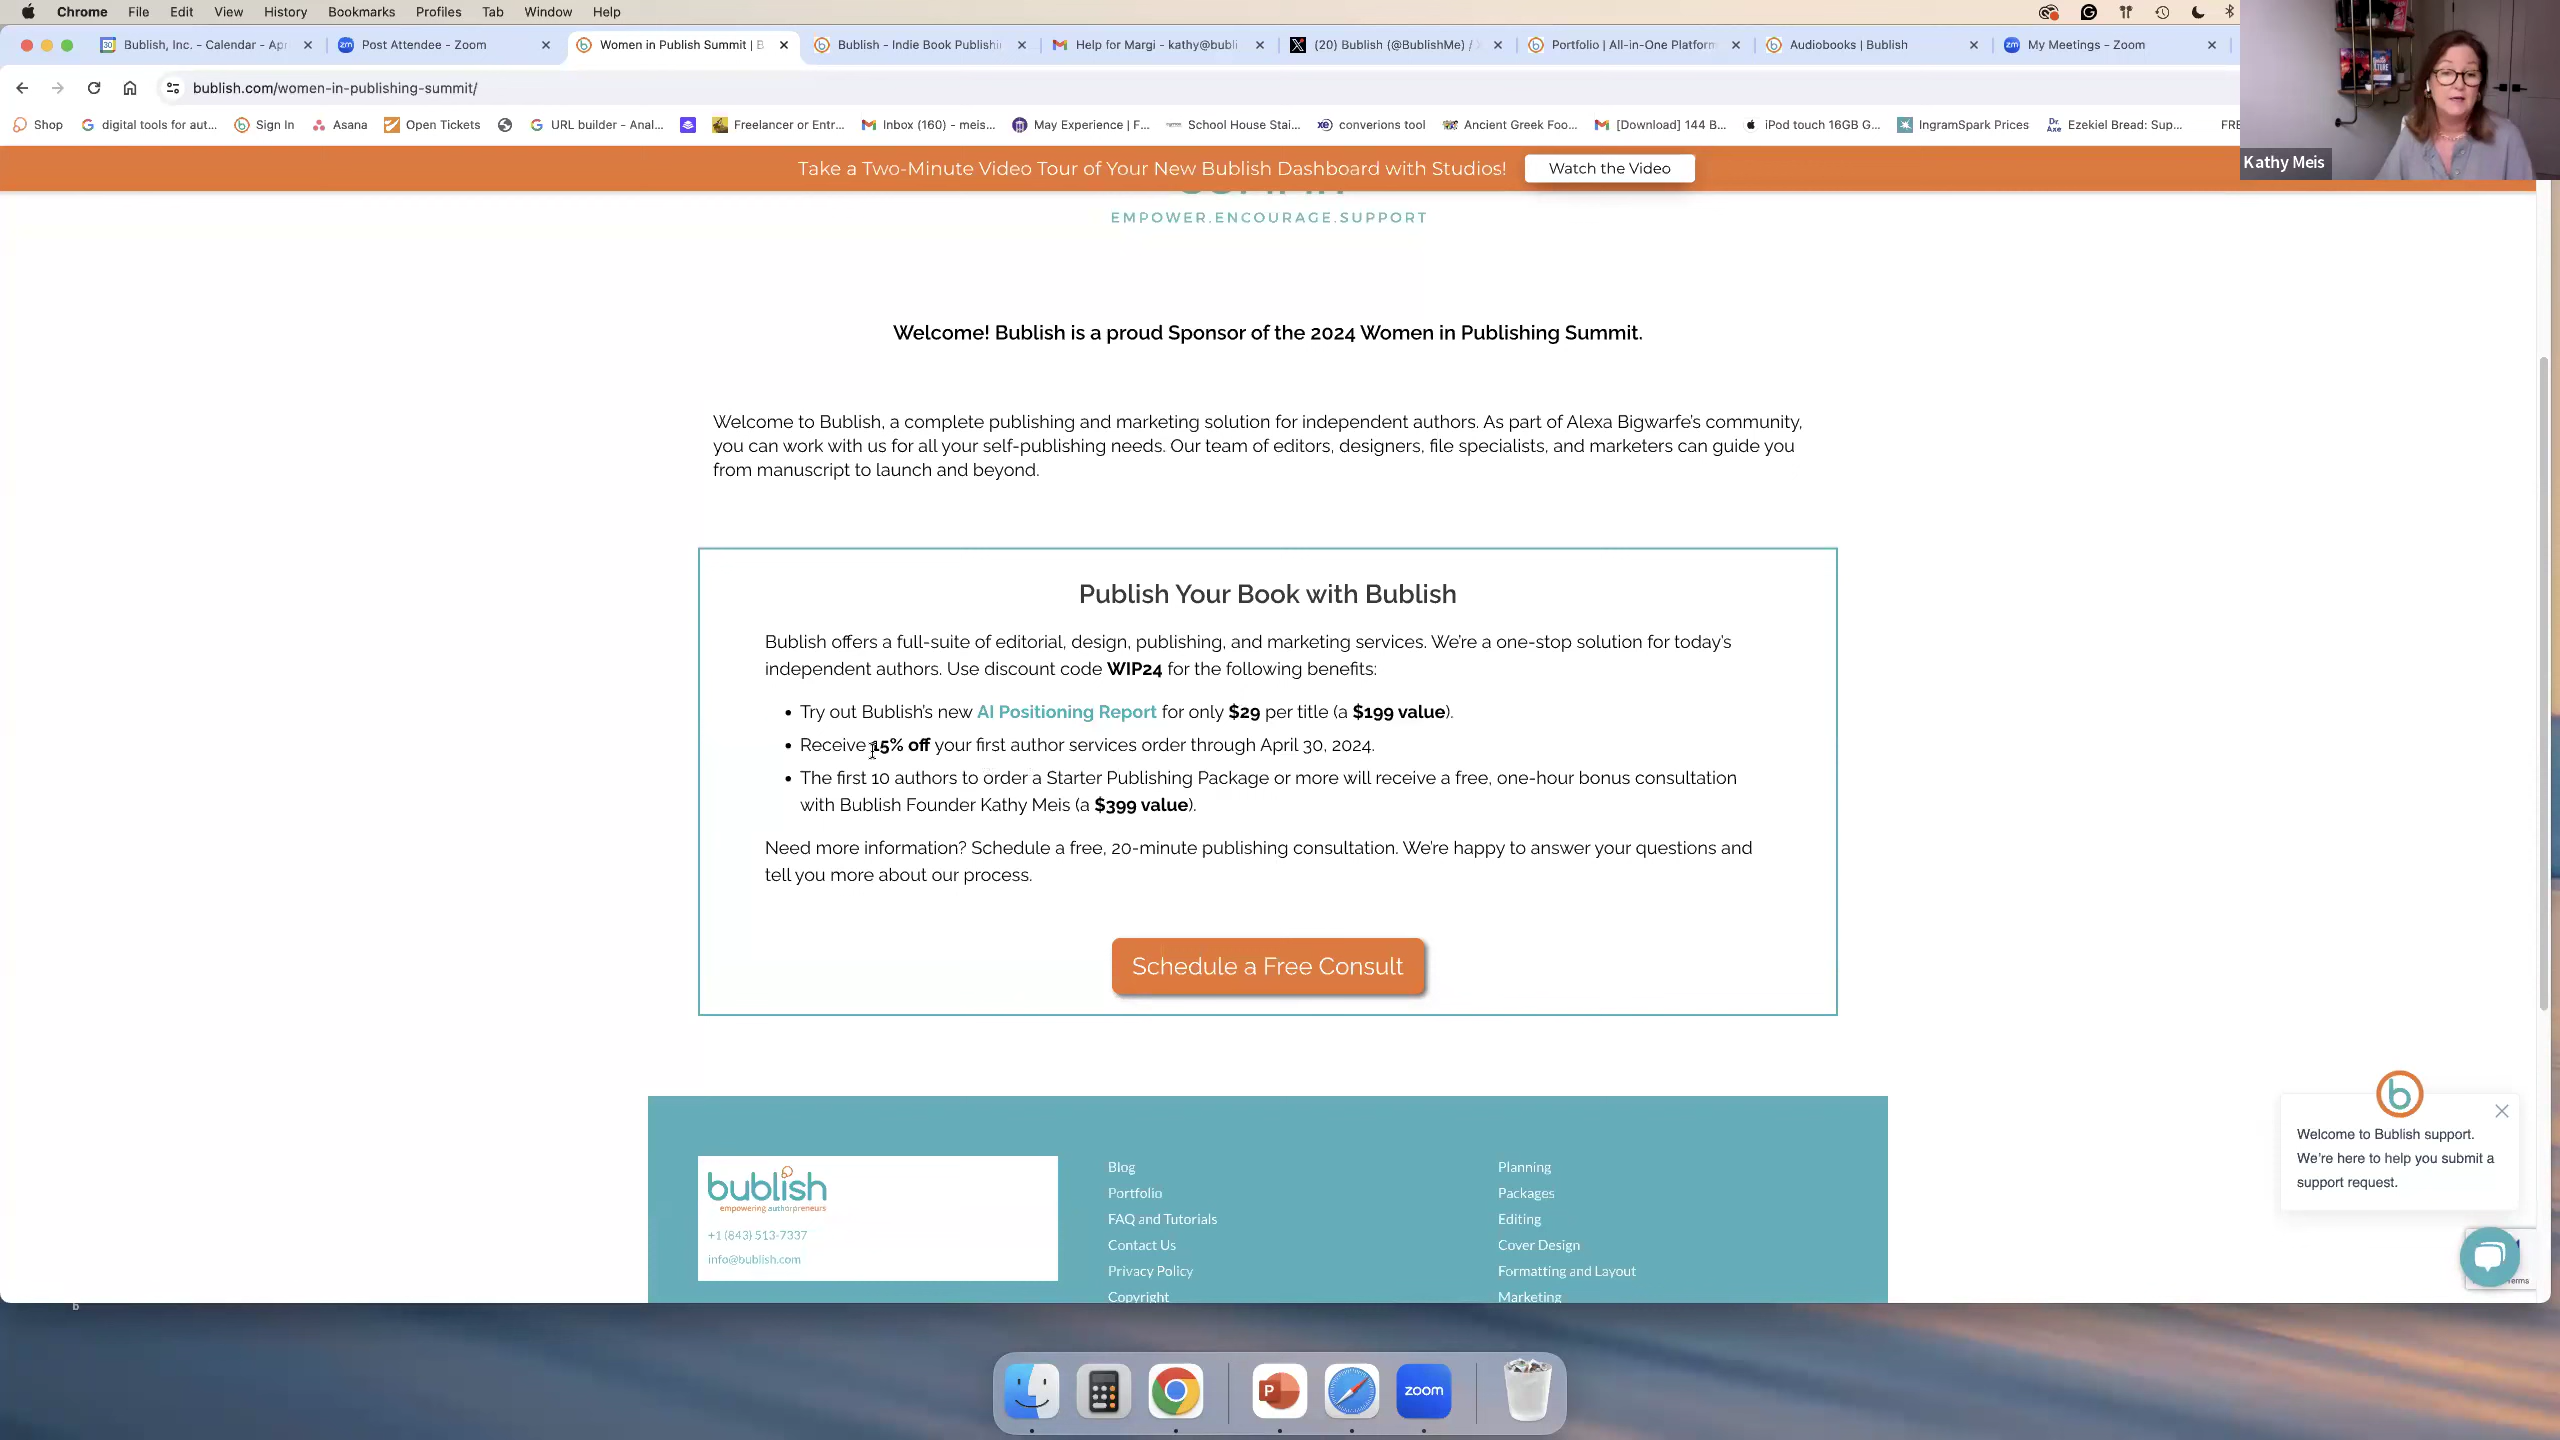 Chrome File Edit View History Bookmarks Profiles Tab Window Help
Bublish, Inc. - Calendar - Apr
Post Attendee - Zoom
Women in Publish Summit | B
Bublish - Indie Book Publishi
Help for Margi - kathy@bubli
(20) Bublish (@BublishMe) /
Portfolio | All-in-One Platform
Audiobooks | Bublish
My Meetings - Zoom
bublish.com/women-in-publishing-summit/
Shop
digital tools for aut...
Sign In
Asana
Open Tickets
URL builder - Anal...
Freelancer or Entr...
Inbox (160) - meis...
May Experience | F...
School House Stai...
converions tool
Ancient Greek Foo...
[Download] 144 B...
iPod touch 16GB G...
IngramSpark Prices
Ezekiel Bread: Sup...
FRE
Kathy Meis
Take a Two-Minute Video Tour of Your New Bublish Dashboard with Studios!
Watch the Video
EMPOWER.ENCOURAGE.SUPPORT
Welcome! Bublish is a proud Sponsor of the 2024 Women in Publishing Summit.
Welcome to Bublish, a complete publishing and marketing solution for independent authors. As part of Alexa Bigwarfe's community,
you can work with us for all your self-publishing needs. Our team of editors, designers, file specialists, and marketers can guide you
from manuscript to launch and beyond.
Publish Your Book with Bublish
Bublish offers a full-suite of editorial, design, publishing, and marketing services. We're a one-stop solution for today's
independent authors. Use discount code WIP24 for the following benefits:
• Try out Bublish's new AI Positioning Report for only $29 per title (a $199 value).
• Receive 15% off your first author services order through April 30, 2024.
• The first 10 authors to order a Starter Publishing Package or more will receive a free, one-hour bonus consultation
with Bublish Founder Kathy Meis (a $399 value).
Need more information? Schedule a free, 20-minute publishing consultation. We're happy to answer your questions and
tell you more about our process.
Schedule a Free Consult
bublish
empowering authorpreneurs
+1 (843) 513-7337
info@bublish.com
Blog
Portfolio
FAQ and Tutorials
Contact Us
Privacy Policy
Copyright
Planning
Packages
Editing
Cover Design
Formatting and Layout
Marketing
Welcome to Bublish support.
We're here to help you submit a
support request.
Terms
zoom